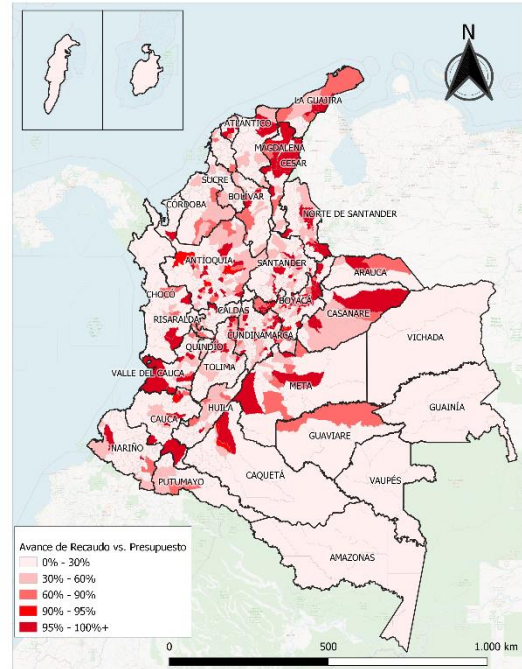 N
LA GUAJIRA
ATLÁNTICO
MAGDALENA
CESAR
SUCRE
BOLÍVAR
CÓRDOBA
NORTE DE SANTANDER
ANTIOQUIA
SANTANDER
ARAUCA
CHOCÓ
BOYACÁ
CASANARE
CALDAS
RISARALDA
CUNDINAMARCA
VICHADA
QUINDÍO
VALLE DEL CAUCA
TOLIMA
META
GUAINÍA
HUILA
CAUCA
GUAVIARE
NARIÑO
CAQUETÁ
VAUPÉS
PUTUMAYO
AMAZONAS
Avance de Recaudo vs. Presupuesto
0% - 30%
30% - 60%
60% - 90%
90% - 95%
95% - 100%+
0 500 1.000 km